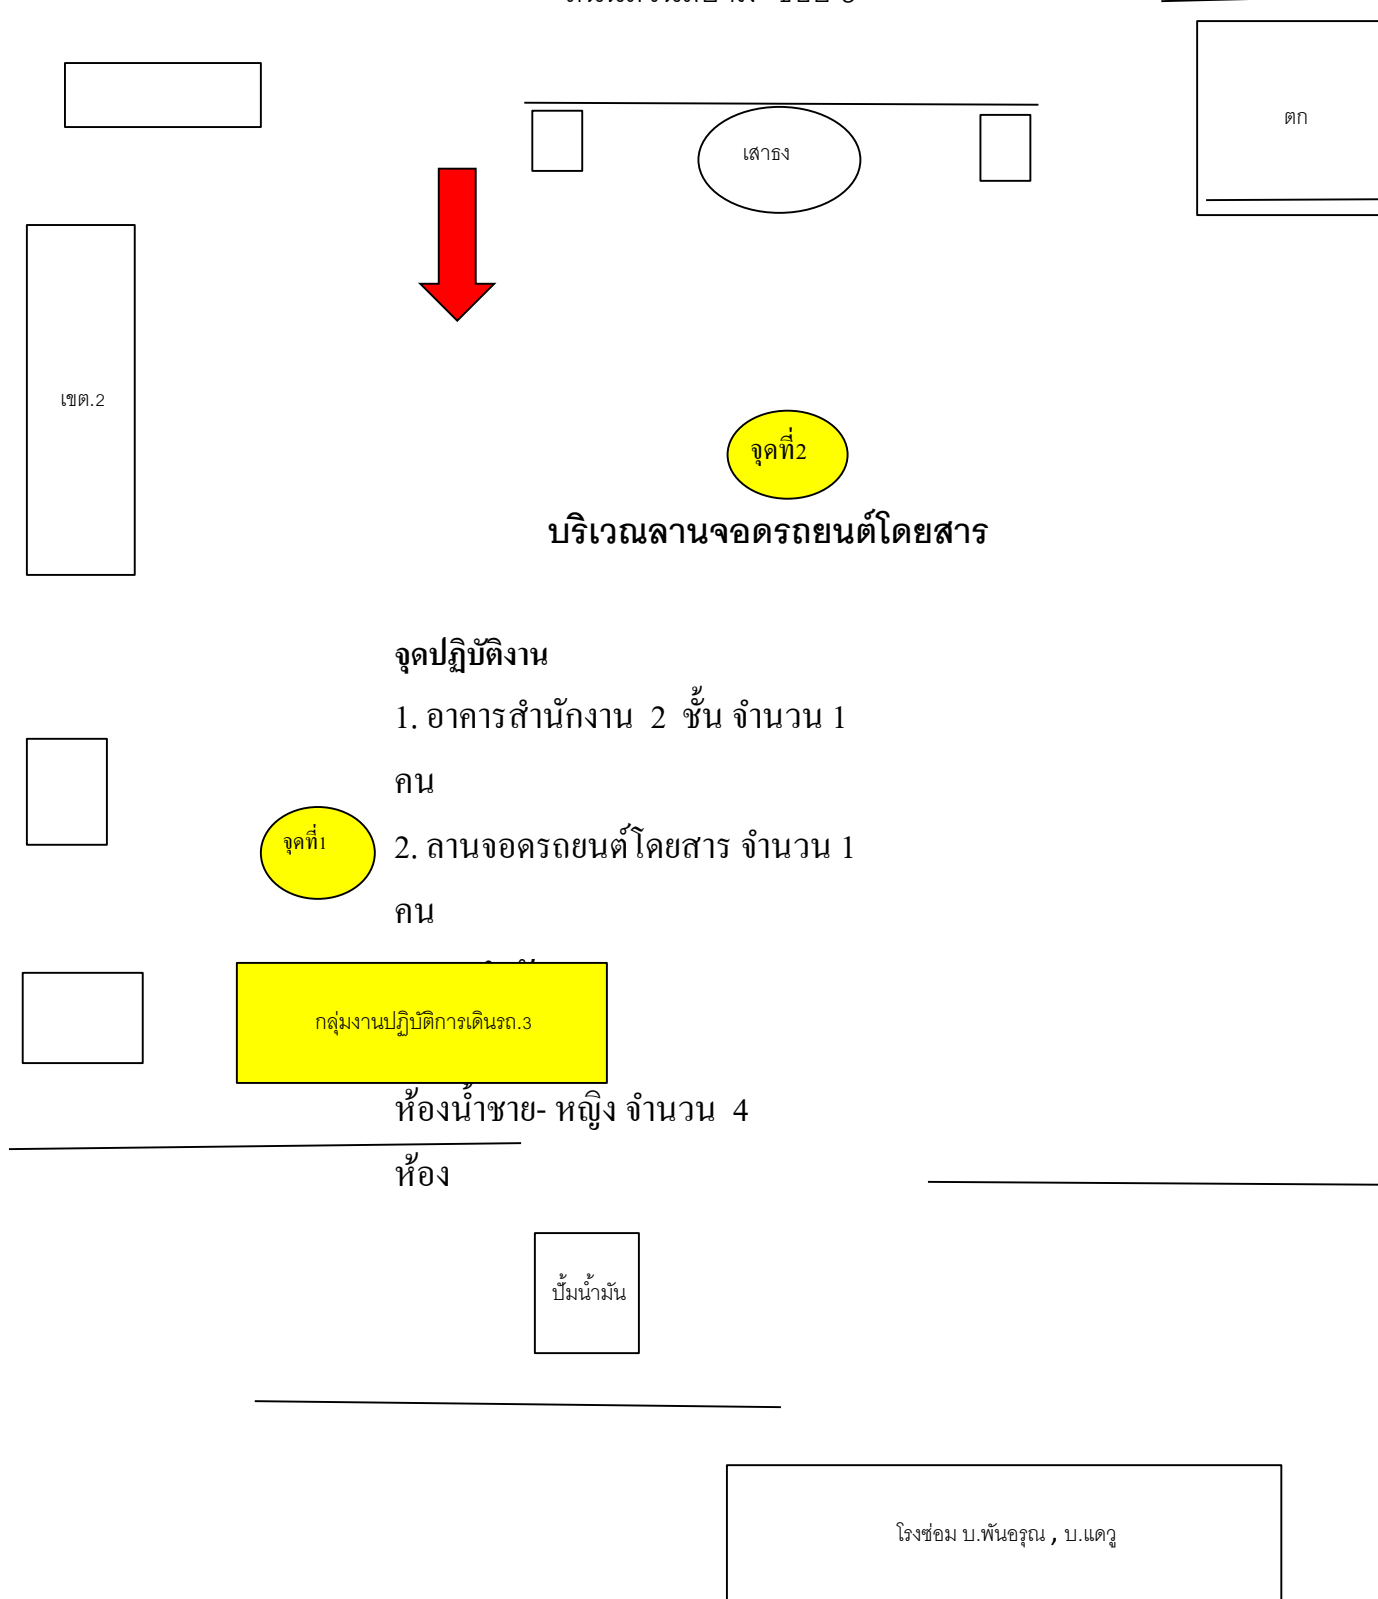 ตก
เสาธง
เขต.2
จุดที่2
บริเวณลานจอดรถยนต์โดยสาร
จุดปฏิบัติงาน
1. อาคารสำนักงาน 2 ชั้น จำนวน 1
คน
จุดที่1
2. ลานจอดรถยนต์โดยสาร จำนวน 1
คน
กลุ่มงานปฏิบัติการเดินรถ.3
ห้องน้ำชาย- หญิง จำนวน 4
ห้อง
ปั้มน้ำมัน
โรงซ่อม บ.พันอรุณ , บ.แดวู